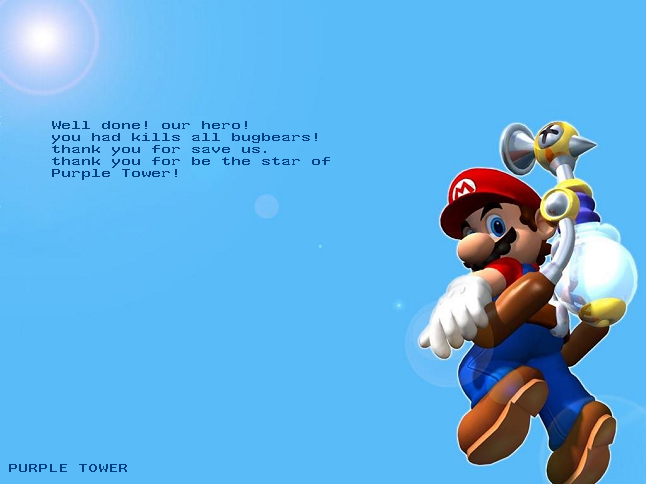 Well done! our hero!
you had kills all bugbears!
thank you for save us.
thank you for be the star of
Purple Tower!
M
PURPLE TOWER